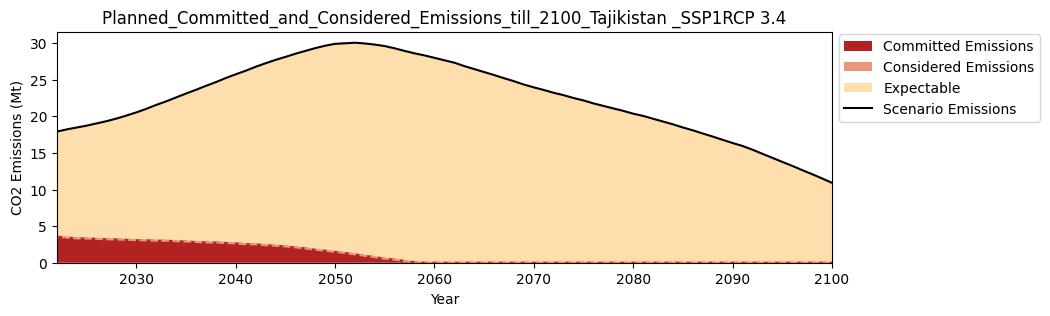 Planned_Committed_and_Considered_Emissions_till_2100_Tajikistan _SSP1RCP 3.4
Committed Emissions
Considered Emissions
Expectable
Scenario Emissions
CO2 Emissions (Mt)
30
25
20
15
10
5
0
2030 2040 2050 2060 2070 2080 2090 2100
Year